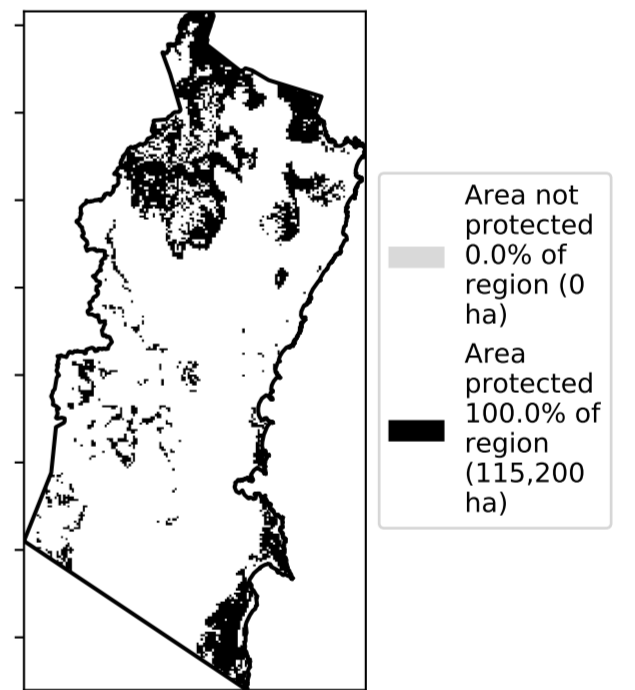 Area not
protected
0.0% of
region (0
ha)
Area
protected
100.0% of
region
(115,200
ha)